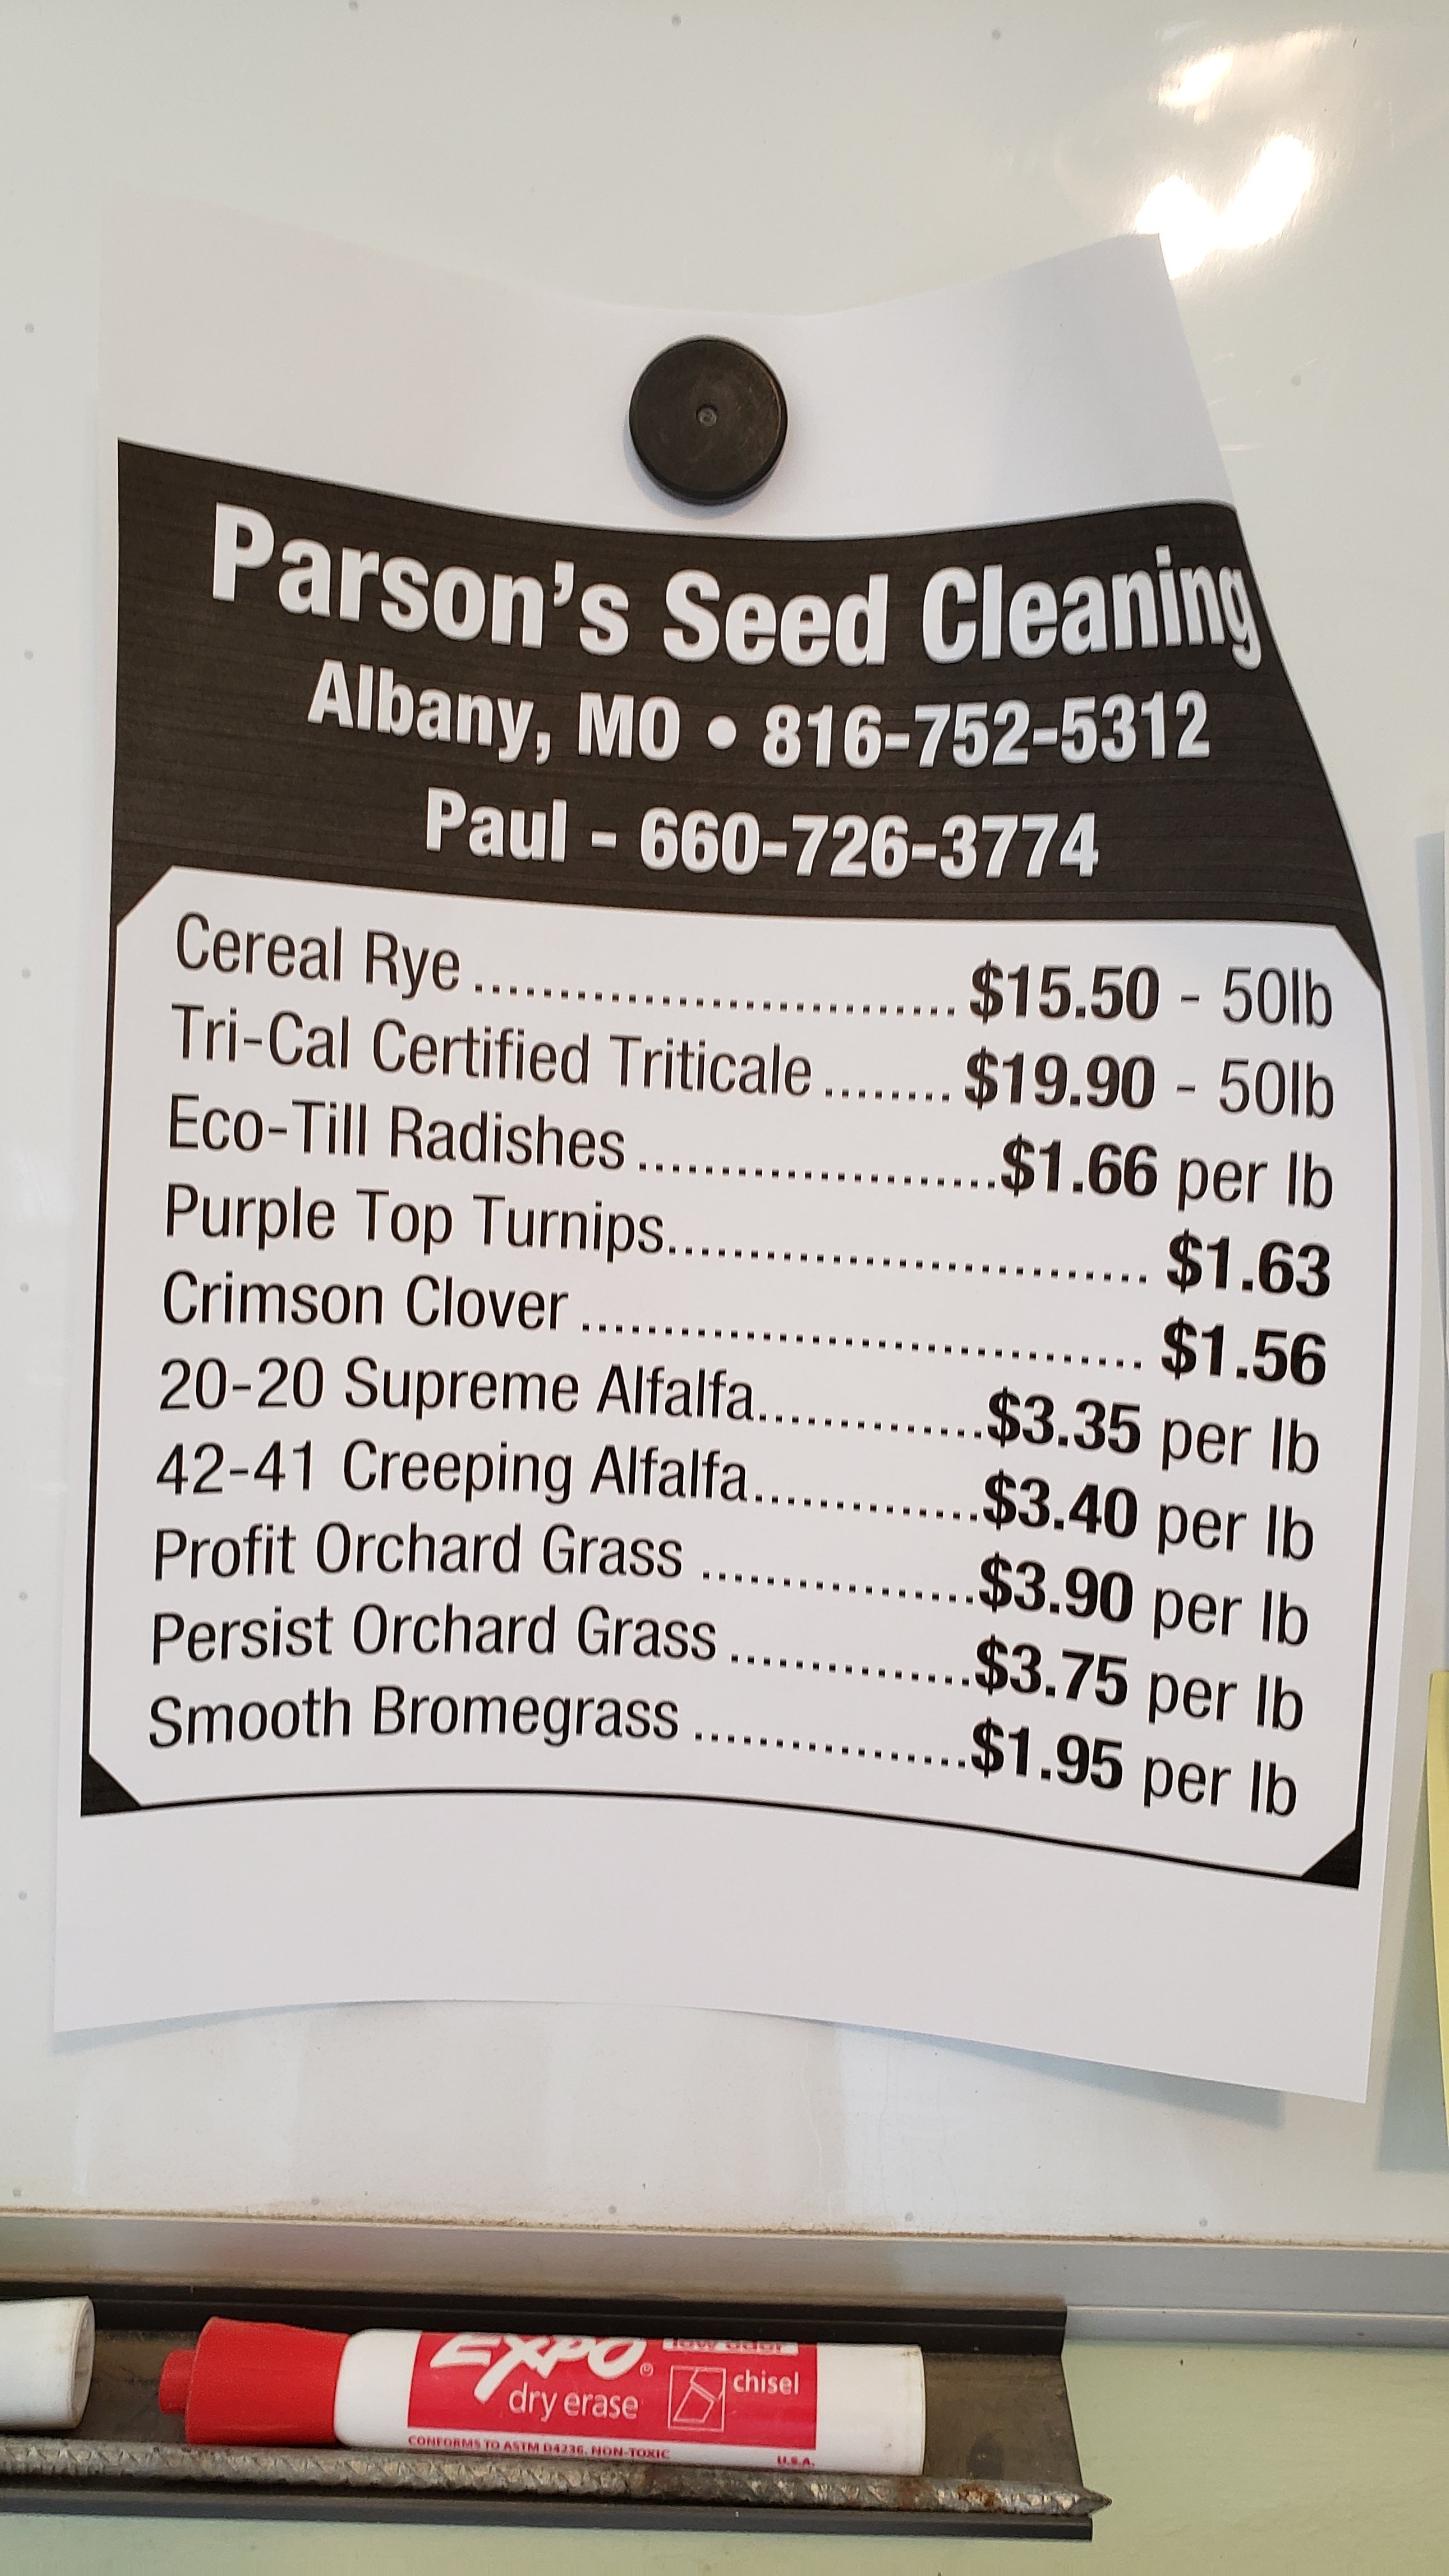 Parson's Seed Cleaning
Albany, MO • 816-752-5312
Paul - 660-726-3774
Cereal Rye............................$15.50 - 50lb
Tri-Cal Certified Triticale........$19.90 - 50lb
Eco-Till Radishes......................$1.66 per lb
Purple Top Turnips.............................. $1.63
Crimson Clover................................... $1.56
20-20 Supreme Alfalfa..............$3.35 per lb
42-41 Creeping Alfalfa..............$3.40 per lb
Profit Orchard Grass.................$3.90 per lb
Persist Orchard Grass...............$3.75 per lb
Smooth Bromegrass.................$1.95 per lb
EXPO® low odor
dry erase chisel
CONFORMS TO ASTM D4236. NON-TOXIC U.S.A.